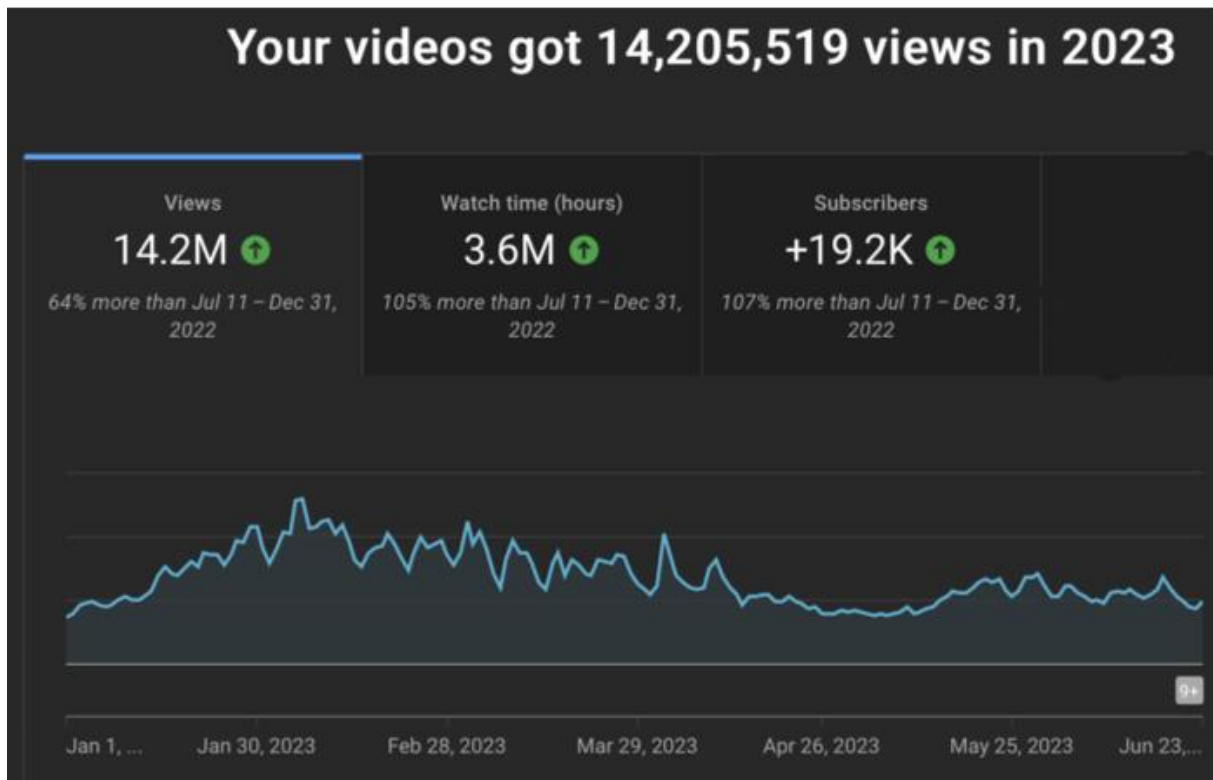 Your videos got 14,205,519 views in 2023
Views
14.2M
64% more than Jul 11 – Dec 31,
2022
Watch time (hours)
3.6M
105% more than Jul 11 – Dec 31,
2022
Subscribers
+19.2K
107% more than Jul 11 – Dec 31,
2022
9+
Jan 1, ...
Jan 30, 2023
Feb 28, 2023
Mar 29, 2023
Apr 26, 2023
May 25, 2023
Jun 23,...